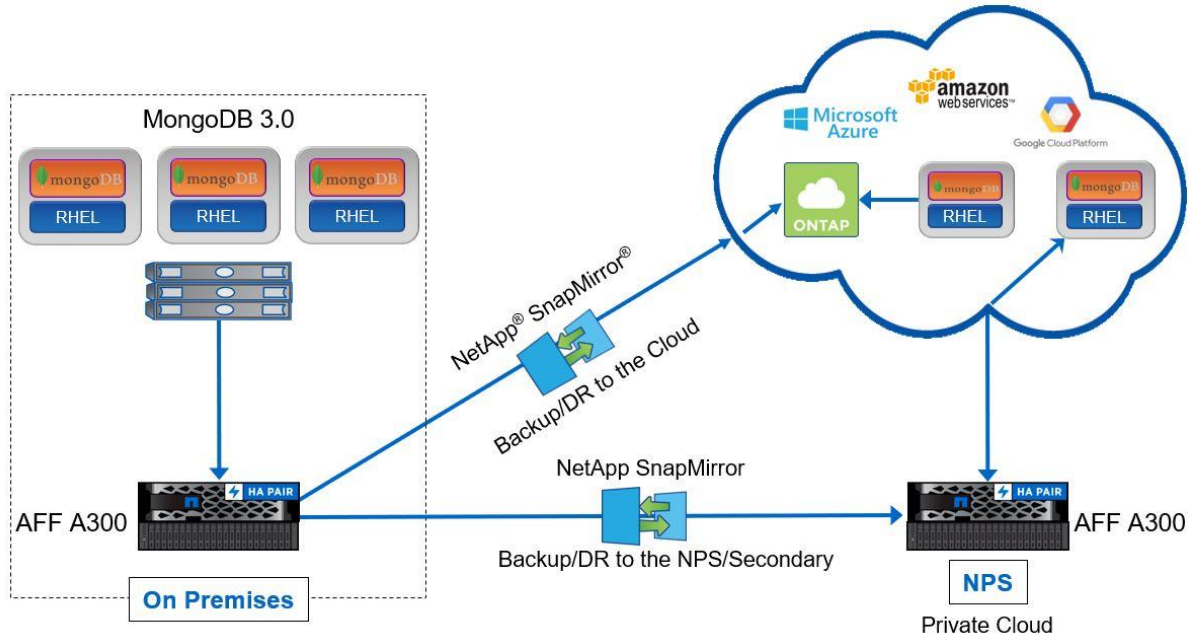 MongoDB 3.0
mongoDB
RHEL
mongoDB
RHEL
mongoDB
RHEL
HA PAIR
AFF A300
On Premises
NetApp® SnapMirror®
Backup/DR to the Cloud
NetApp SnapMirror
Backup/DR to the NPS/Secondary
Microsoft
Azure
amazon
webservices™
Google Cloud Platform
ONTAP
mongoDB
RHEL
mongoDB
RHEL
HA PAIR
AFF A300
NPS
Private Cloud